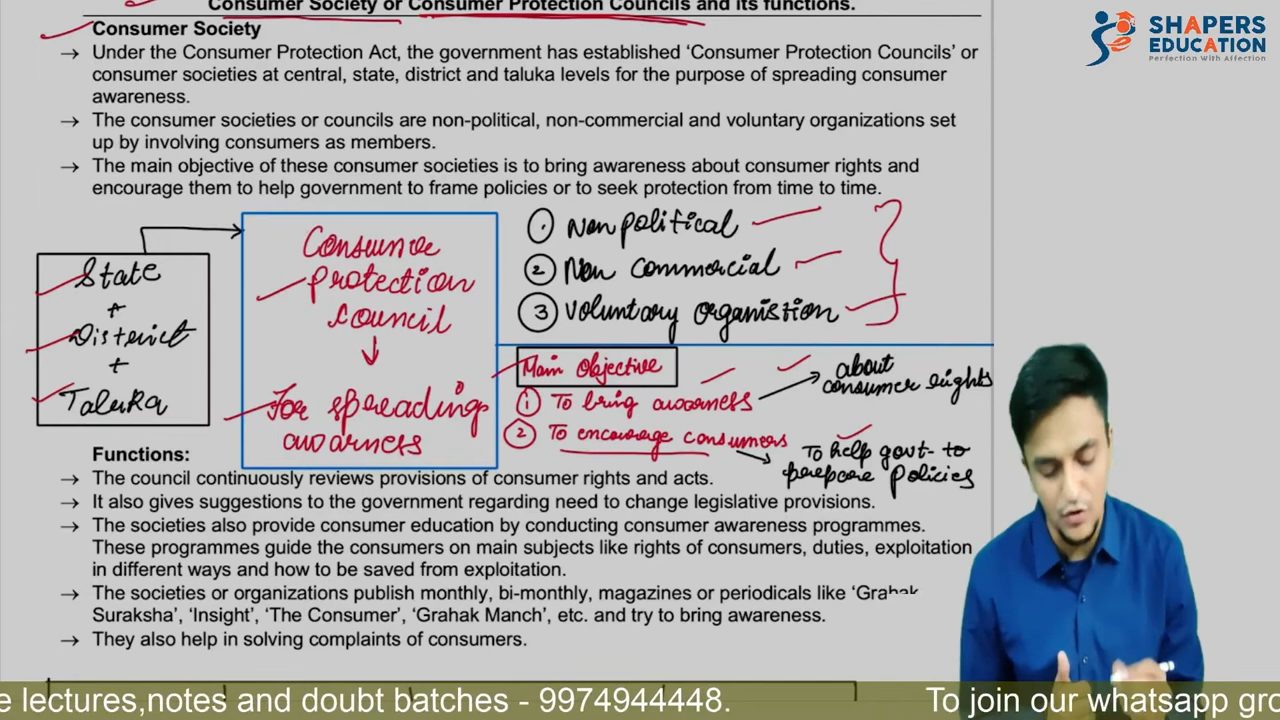 Consumer Society or Consumer Protection Councils and its functions.
SHAPERS
EDUCATION
Perfection With Affection
Consumer Society
→ Under the Consumer Protection Act, the goverment has established 'Consumer Protection Councils' or
consumer societies at central, state, district and taluka levels for the purpose of spreading consumer
awareness.
→ The consumer societies or councils are non-political, non-commercial and voluntary organizations set
up by involving consumers as members.
→ The main objective of these consumer societies is to bring awareness about consumer rights and
encourage them to help government to frame policies or to seek protection from time to time.
State
+
District
+
Taluka
Consumer
protection
council
↓
For spreading
awarness
① Non political
② Non commercial
③ Voluntary organistion
Main Objective
① To bring awarness → about
consumer rights
② To encourage consumers → To help govt- to
prepare policies
Functions:
→ The council continuously reviews provisions of consumer rights and acts.
→ It also gives suggestions to the government regarding need to change legislative provisions.
→ The societies also provide consumer education by conducting consumer awareness programmes.
These programmes guide the consumers on main subjects like rights of consumers, duties, exploitation
in different ways and how to be saved from exploitation.
→ The societies or organizations publish monthly, bi-monthly, magazines or periodicals like 'Grahak
Suraksha', 'Insight', 'The Consumer', 'Grahak Manch', etc. and try to bring awareness.
→ They also help in solving complaints of consumers.
e lectures,notes and doubt batches - 9974944448. To join our whatsapp gro